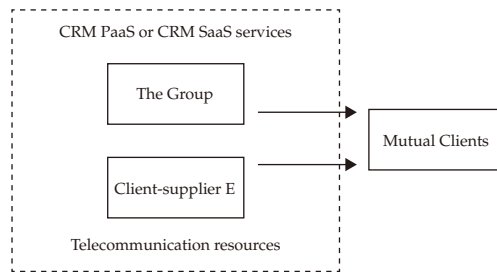 CRM PaaS or CRM SaaS services
The Group
Mutual Clients
Client-supplier E
Telecommunication resources